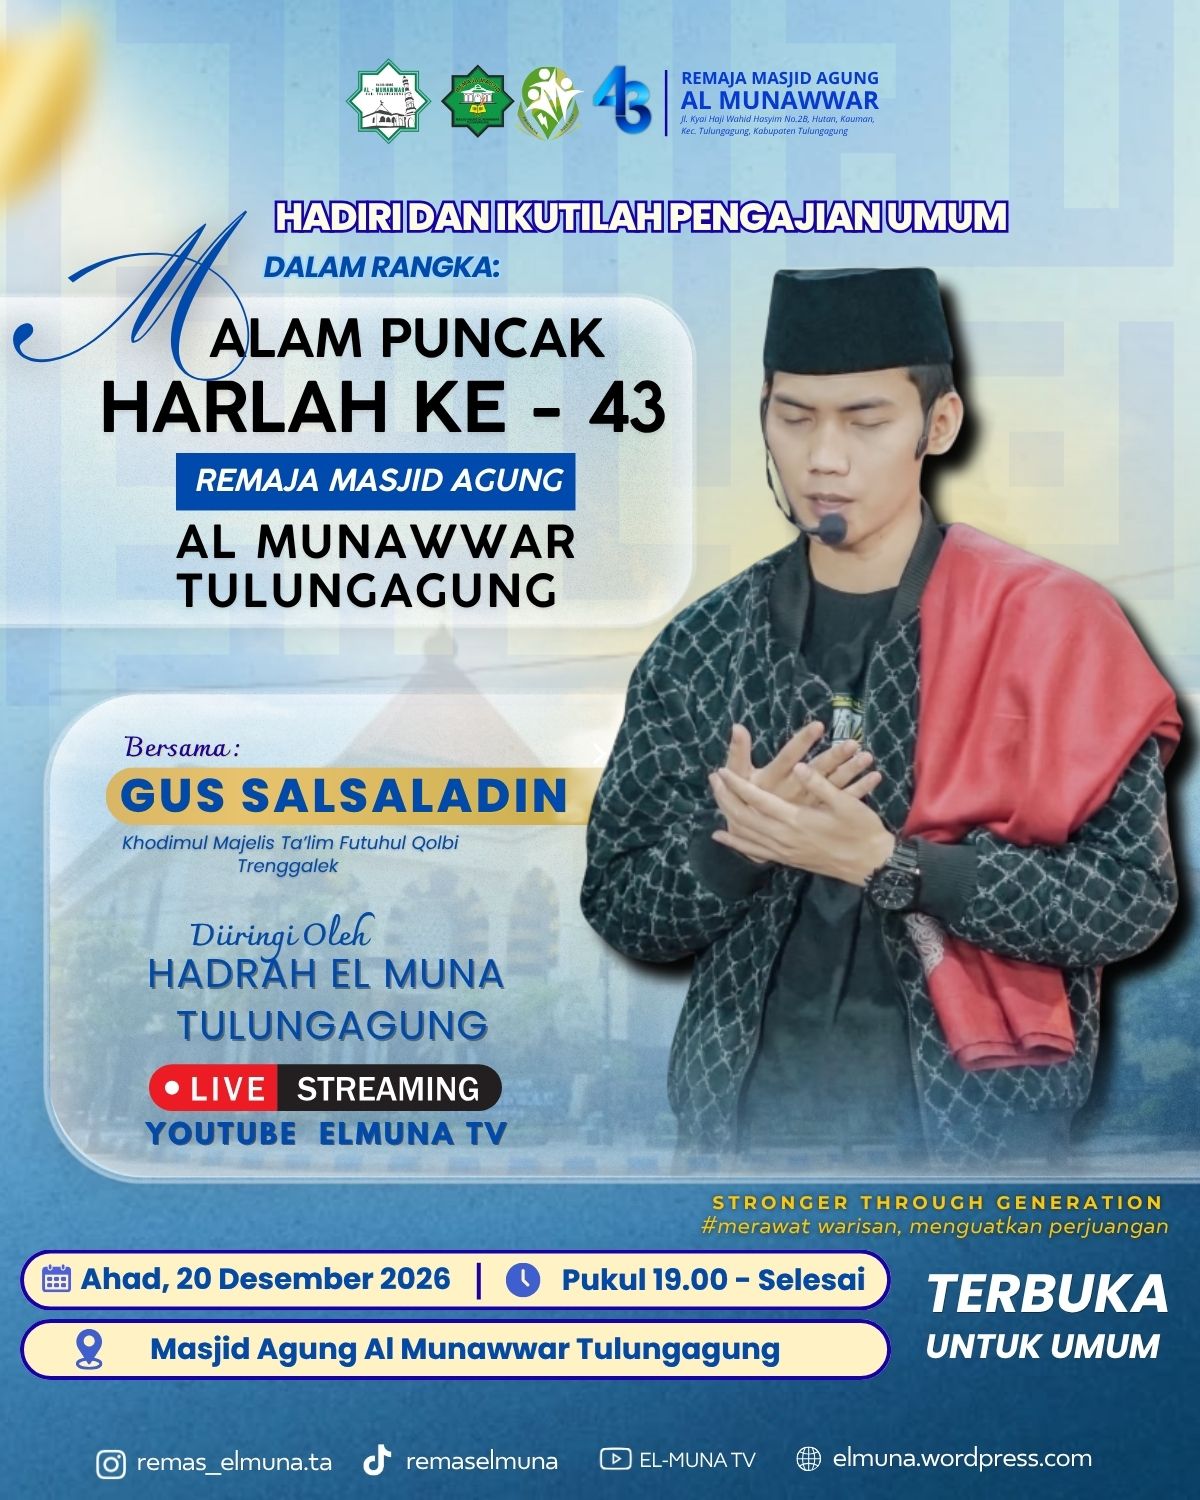 AL - MUNAWWAR
REMAJA MASJID AGUNG
AL MUNAWWAR
Jl. Kyai Haji Wahid Hasyim No.2B, Hutan, Kauman,
Kec. Tulungagung, Kabupaten Tulungagung
43
HADIRI DAN IKUTILAH PENGAJIAN UMUM
DALAM RANGKA:
MALAM PUNCAK
HARLAH KE - 43
REMAJA MASJID AGUNG
AL MUNAWWAR
TULUNGAGUNG
Bersama :
GUS SALSALADIN
Khodimul Majelis Ta'lim Futuhul Qolbi
Trenggalek
Diiringi Oleh
HADRAH EL MUNA
TULUNGAGUNG
LIVE STREAMING
YOUTUBE ELMUNA TV
STRONGER THROUGH GENERATION
#merawat warisan, menguatkan perjuangan
Ahad, 20 Desember 2026 | Pukul 19.00 - Selesai
Masjid Agung Al Munawwar Tulungagung
TERBUKA
UNTUK UMUM
remas_elmuna.ta remaselmuna EL-MUNA TV elmuna.wordpress.com